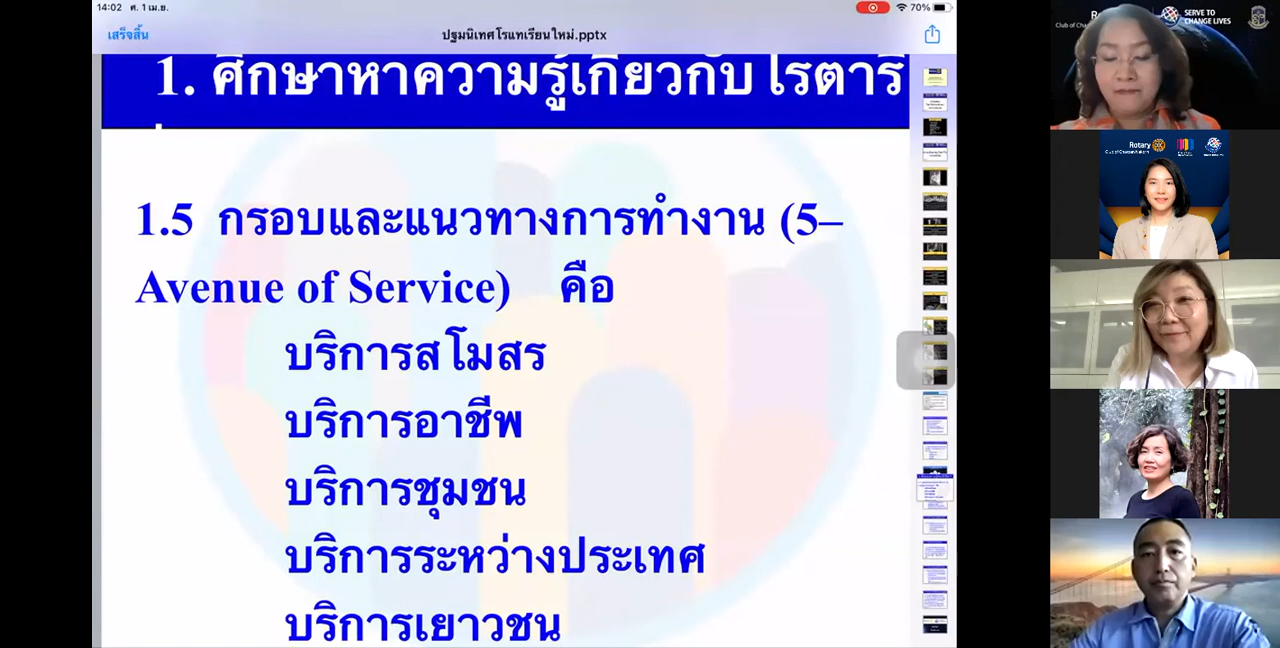 14:02 ศ. 1 เม.ย.
70%
เสร็จสิ้น
ปฐมนิเทศโรแทเรียนใหม่.pptx
1. ศึกษาหาความรู้เกี่ยวกับโรตารี
1.5 กรอบและแนวทางการทำงาน (5–
Avenue of Service) คือ
บริการสโมสร
บริการอาชีพ
บริการชุมชน
บริการระหว่างประเทศ
บริการเยาวชน
SERVE TO
CHANGE LIVES
Rotary